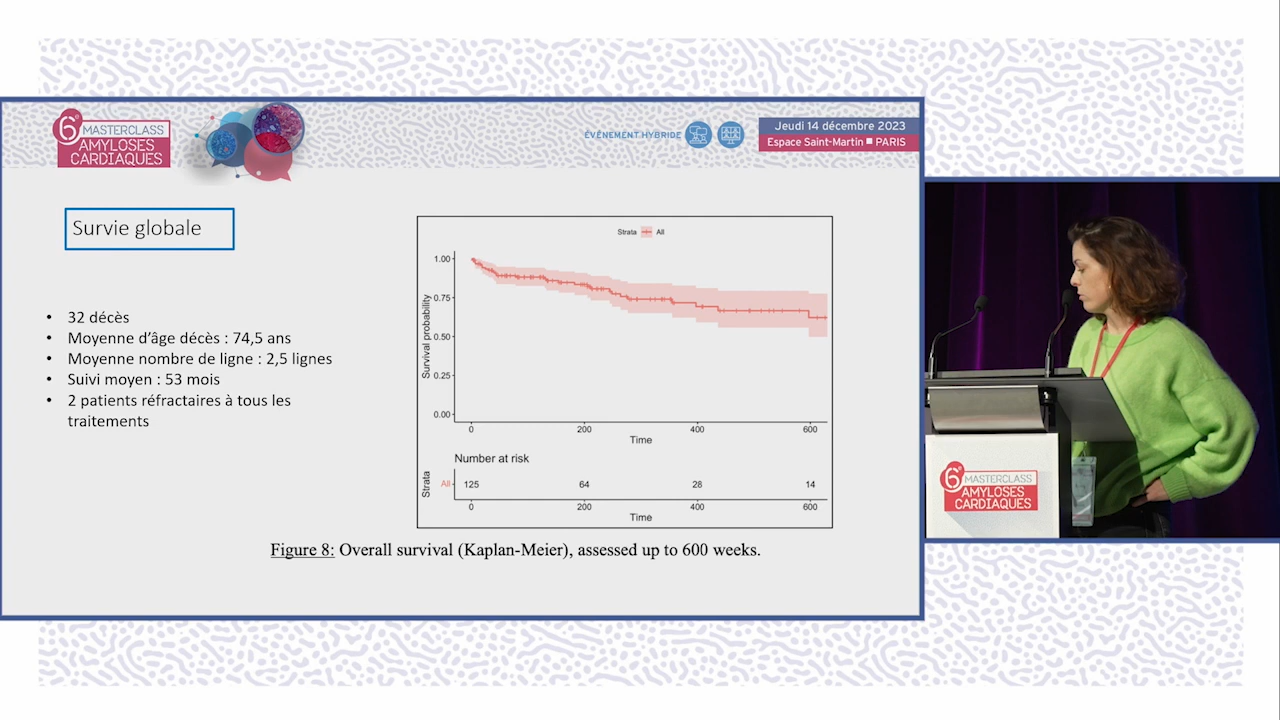 6e
MASTERCLASS
AMYLOSES
CARDIAQUES
ÉVÉNEMENT HYBRIDE
Jeudi 14 décembre 2023
Espace Saint-Martin ■ PARIS
Survie globale
• 32 décès
• Moyenne d'âge décès : 74,5 ans
• Moyenne nombre de ligne : 2,5 lignes
• Suivi moyen : 53 mois
• 2 patients réfractaires à tous les
traitements
Strata All
Survival probability
1.00
0.75
0.50
0.25
0.00
0 200 400 600
Time
Number at risk
Strata
All 125 64 28 14
0 200 400 600
Time
Figure 8: Overall survival (Kaplan-Meier), assessed up to 600 weeks.
6e
MASTERCLASS
AMYLOSES
CARDIAQUES